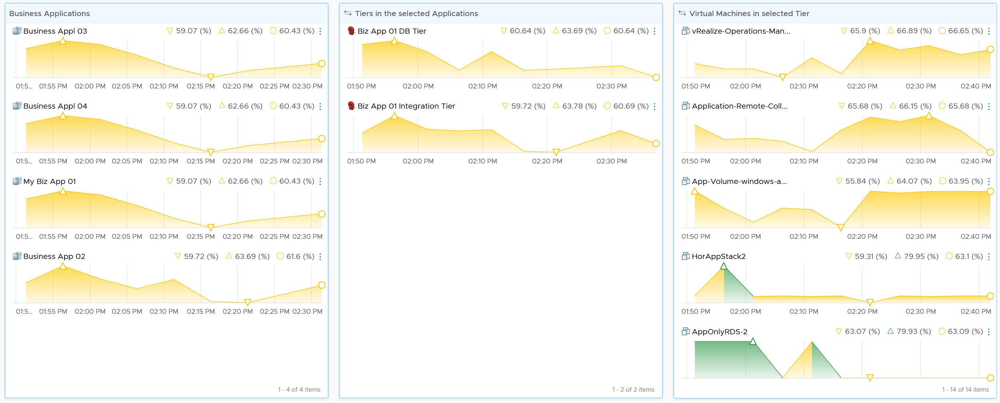 Business Applications
Business Appl 03 59.07 (%) 62.66 (%) 60.43 (%)
01:5... 01:55 PM 02:00 PM 02:05 PM 02:10 PM 02:15 PM 02:20 PM 02:25 PM 02:30 PM
Business Appl 04 59.07 (%) 62.66 (%) 60.43 (%)
01:5... 01:55 PM 02:00 PM 02:05 PM 02:10 PM 02:15 PM 02:20 PM 02:25 PM 02:30 PM
My Biz App 01 59.07 (%) 62.66 (%) 60.43 (%)
01:5... 01:55 PM 02:00 PM 02:05 PM 02:10 PM 02:15 PM 02:20 PM 02:25 PM 02:30 PM
Business App 02 59.72 (%) 63.69 (%) 61.6 (%)
01:5... 01:55 PM 02:00 PM 02:05 PM 02:10 PM 02:15 PM 02:20 PM 02:25 PM 02:30 PM
1 - 4 of 4 items
Tiers in the selected Applications
Biz App 01 DB Tier 60.64 (%) 63.69 (%) 60.64 (%)
01:50 PM 02:00 PM 02:10 PM 02:20 PM 02:30 PM
Biz App 01 Integration Tier 59.72 (%) 63.78 (%) 60.69 (%)
01:50 PM 02:00 PM 02:10 PM 02:20 PM 02:30 PM
1 - 2 of 2 items
Virtual Machines in selected Tier
vRealize-Operations-Man... 65.9 (%) 66.89 (%) 66.65 (%)
01:50 PM 02:00 PM 02:10 PM 02:20 PM 02:30 PM 02:40 PM
Application-Remote-Coll... 65.68 (%) 66.15 (%) 65.68 (%)
01:50 PM 02:00 PM 02:10 PM 02:20 PM 02:30 PM 02:40 PM
App-Volume-windows-a... 55.84 (%) 64.07 (%) 63.95 (%)
01:50 PM 02:00 PM 02:10 PM 02:20 PM 02:30 PM 02:40 PM
HorAppStack2 59.31 (%) 79.95 (%) 63.1 (%)
01:50 PM 02:00 PM 02:10 PM 02:20 PM 02:30 PM 02:40 PM
AppOnlyRDS-2 63.07 (%) 79.93 (%) 63.09 (%)
1 - 14 of 14 items